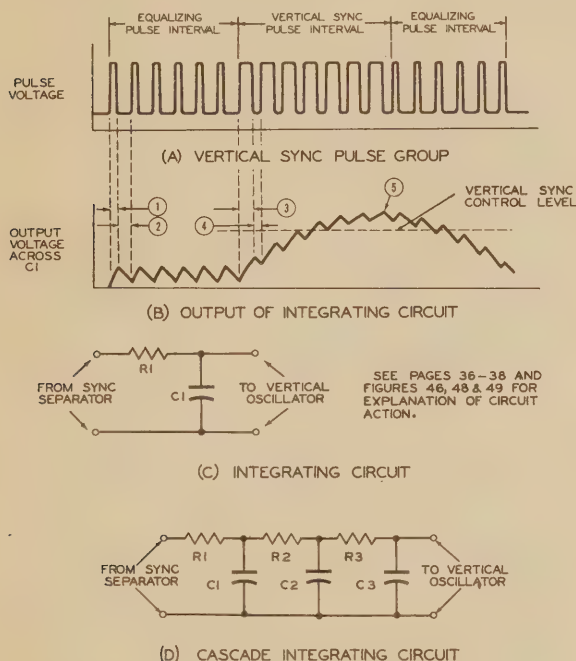 EQUALIZING
PULSE INTERVAL
VERTICAL SYNC
PULSE INTERVAL
EQUALIZING
PULSE INTERVAL
PULSE
VOLTAGE
(A) VERTICAL SYNC PULSE GROUP
1
2
3
4
5
VERTICAL SYNC
CONTROL LEVEL
OUTPUT
VOLTAGE
ACROSS
C1
(B) OUTPUT OF INTEGRATING CIRCUIT
R1
C1
FROM SYNC
SEPARATOR
TO VERTICAL
OSCILLATOR
SEE PAGES 36-38 AND
FIGURES 46, 48 & 49 FOR
EXPLANATION OF CIRCUIT
ACTION.
(C) INTEGRATING CIRCUIT
R1 R2 R3
FROM SYNC
SEPARATOR
C1 C2 C3
TO VERTICAL
OSCILLATOR
(D) CASCADE INTEGRATING CIRCUIT